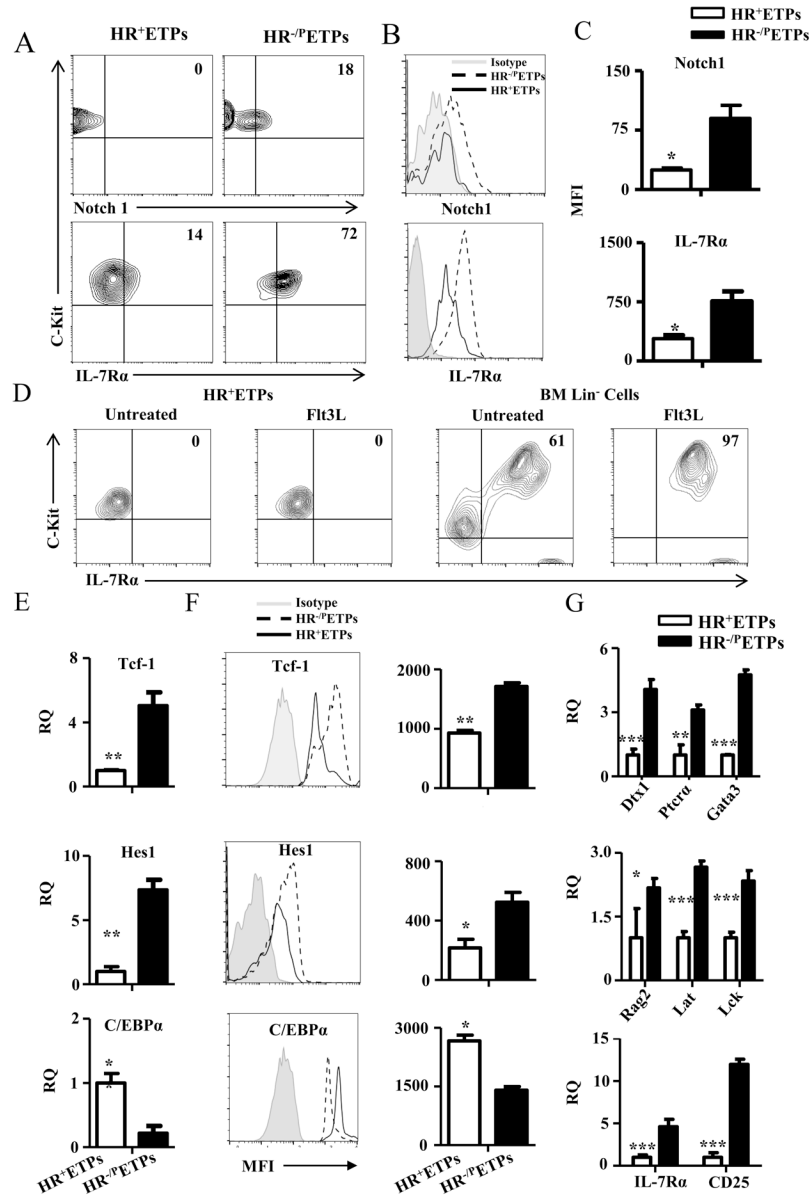 HR⁺ETPs
HR⁻/ᴾETPs
A
HR⁺ETPs
HR⁻/ᴾETPs
0
18
Notch 1
14
72
C-Kit
IL-7Rα
B
Isotype
HR⁻/ᴾETPs
HR⁺ETPs
Notch1
IL-7Rα
C
Notch1
150
75
0
*
MFI
IL-7Rα
1500
750
0
*
D
HR⁺ETPs
BM Lin⁻ Cells
Untreated
Flt3L
Untreated
Flt3L
0
0
61
97
C-Kit
IL-7Rα
E
Tcf-1
8
4
0
RQ
**
Hes1
10
5
0
RQ
**
C/EBPα
2
1
0
RQ
*
*
HR⁺ETPs
HR⁻/ᴾETPs
F
Isotype
HR⁻/ᴾETPs
HR⁺ETPs
Tcf-1
2000
1000
0
**
Hes1
800
400
0
*
C/EBPα
3000
1500
0
*
MFI
HR⁺ETPs
HR⁻/ᴾETPs
G
HR⁺ETPs
HR⁻/ᴾETPs
6
3
0
RQ
*** ** ***
Dtx1 Ptcrα Gata3
3.0
1.5
0.0
RQ
* *** ***
Rag2 Lat Lck
15
10
5
0
RQ
*** ***
IL-7Rα CD25